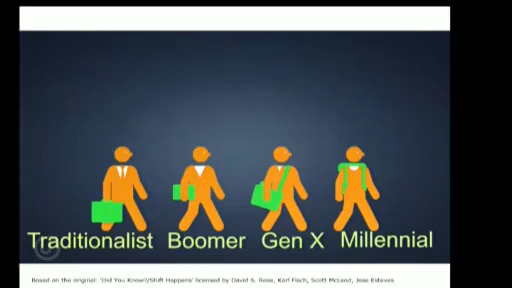 Traditionalist Boomer Gen X Millennial
Based on the original: 'Did You Know?/Shift Happens' licensed by David S. Rose, Karl Fisch, Scott McLeod, Jose Esteves